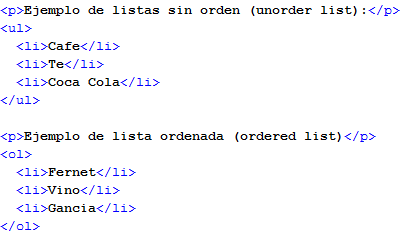 <p>Ejemplo de listas sin orden (unorder list):</p>
<ul>
<li>Cafe</li>
<li>Te</li>
<li>Coca Cola</li>
</ul>
<p>Ejemplo de lista ordenada (ordered list)</p>
<ol>
<li>Fernet</li>
<li>Vino</li>
<li>Gancia</li>
</ol>